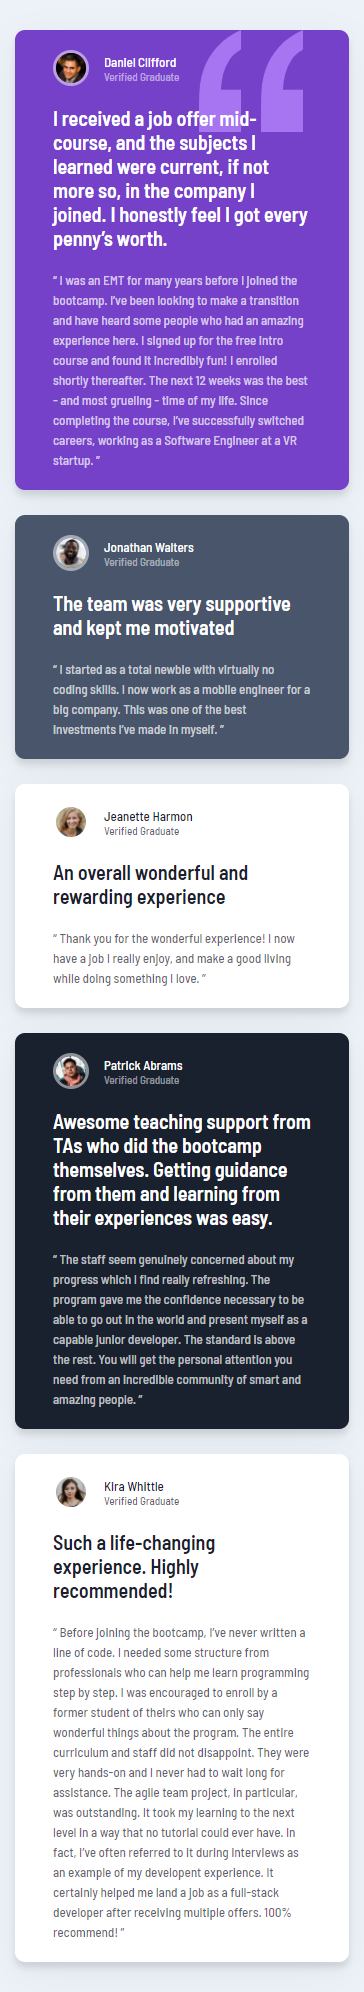 Daniel Clifford
Verified Graduate
I received a job offer mid-
course, and the subjects I
learned were current, if not
more so, in the company I
joined. I honestly feel I got every
penny’s worth.
“ I was an EMT for many years before I joined the
bootcamp. I’ve been looking to make a transition
and have heard some people who had an amazing
experience here. I signed up for the free intro
course and found it incredibly fun! I enrolled
shortly thereafter. The next 12 weeks was the best
- and most grueling - time of my life. Since
completing the course, I’ve successfully switched
careers, working as a Software Engineer at a VR
startup. ”
Jonathan Walters
Verified Graduate
The team was very supportive
and kept me motivated
“ I started as a total newbie with virtually no
coding skills. I now work as a mobile engineer for a
big company. This was one of the best
investments I’ve made in myself. ”
Jeanette Harmon
Verified Graduate
An overall wonderful and
rewarding experience
“ Thank you for the wonderful experience! I now
have a job I really enjoy, and make a good living
while doing something I love. ”
Patrick Abrams
Verified Graduate
Awesome teaching support from
TAs who did the bootcamp
themselves. Getting guidance
from them and learning from
their experiences was easy.
“ The staff seem genuinely concerned about my
progress which I find really refreshing. The
program gave me the confidence necessary to be
able to go out in the world and present myself as a
capable junior developer. The standard is above
the rest. You will get the personal attention you
need from an incredible community of smart and
amazing people. ”
Kira Whittle
Verified Graduate
Such a life-changing
experience. Highly
recommended!
“ Before joining the bootcamp, I’ve never written a
line of code. I needed some structure from
professionals who can help me learn programming
step by step. I was encouraged to enroll by a
former student of theirs who can only say
wonderful things about the program. The entire
curriculum and staff did not disappoint. They were
very hands-on and I never had to wait long for
assistance. The agile team project, in particular,
was outstanding. It took my learning to the next
level in a way that no tutorial could ever have. In
fact, I’ve often referred to it during interviews as
an example of my developent experience. It
certainly helped me land a job as a full-stack
developer after receiving multiple offers. 100%
recommend! ”